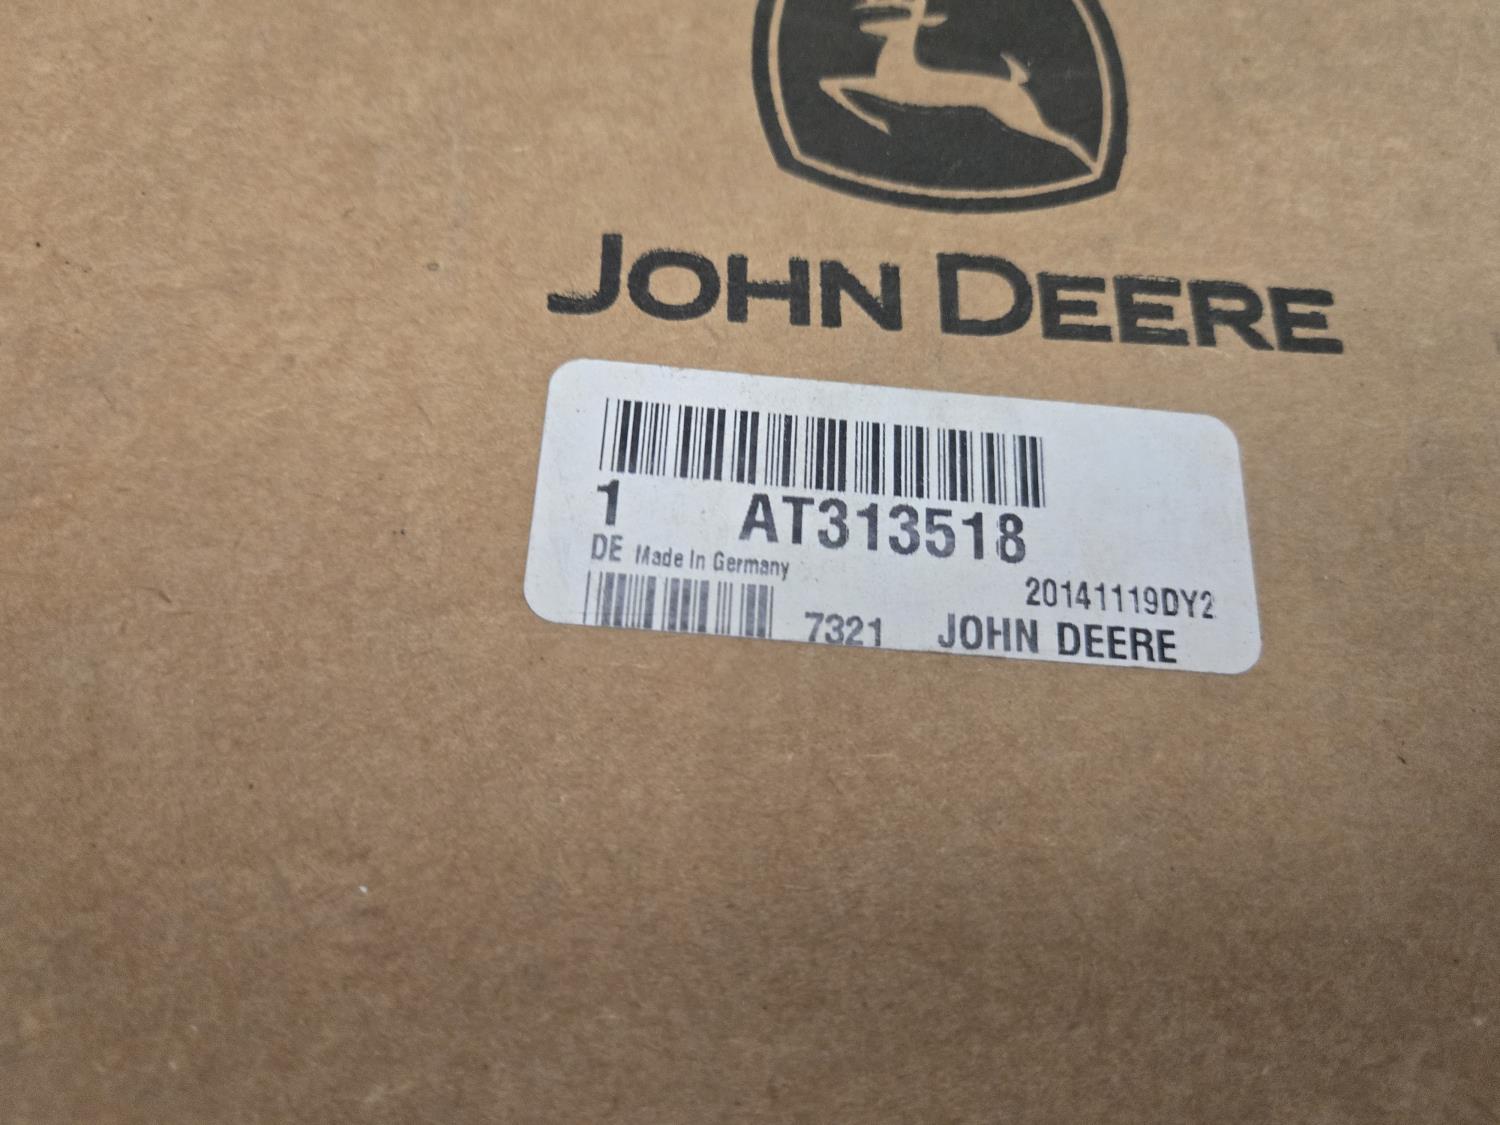 JOHN DEERE
1 AT313518
DE Made In Germany
20141119DY2
7321 JOHN DEERE